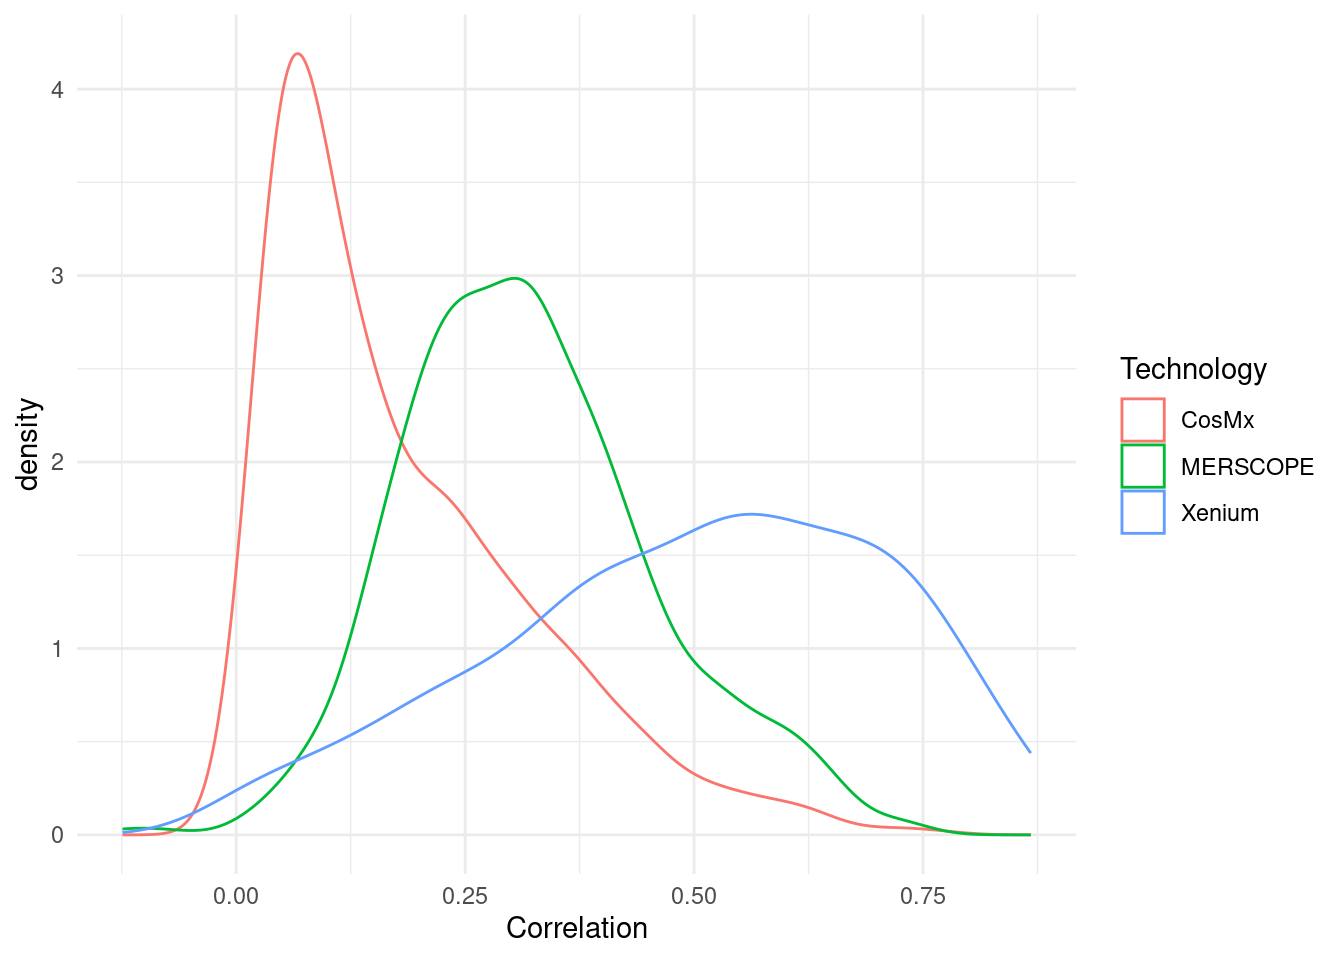 4
3
2
1
0
density
0.00 0.25 0.50 0.75
Correlation
Technology
CosMx
MERSCOPE
Xenium